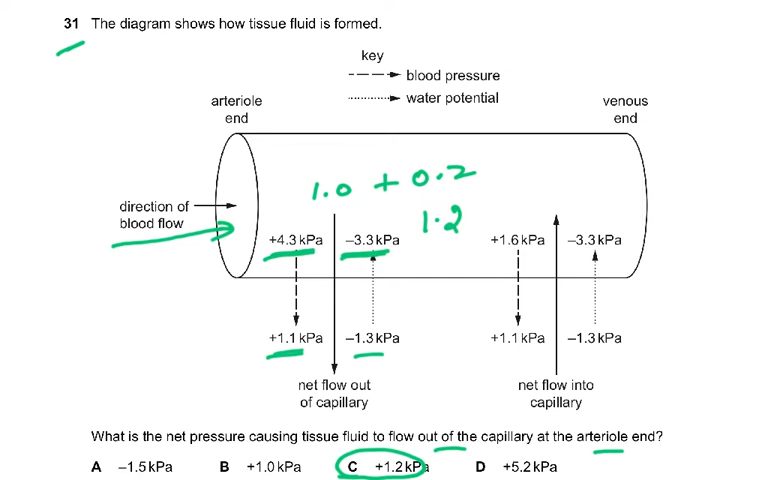 31 The diagram shows how tissue fluid is formed.
key
blood pressure
water potential
arteriole
end
venous
end
1.0 + 0.2
1.2
direction of
blood flow
+4.3 kPa –3.3 kPa +1.6 kPa –3.3 kPa
+1.1 kPa –1.3 kPa +1.1 kPa –1.3 kPa
net flow out
of capillary
net flow into
capillary
What is the net pressure causing tissue fluid to flow out of the capillary at the arteriole end?
A –1.5 kPa B +1.0 kPa C +1.2 kPa D +5.2 kPa